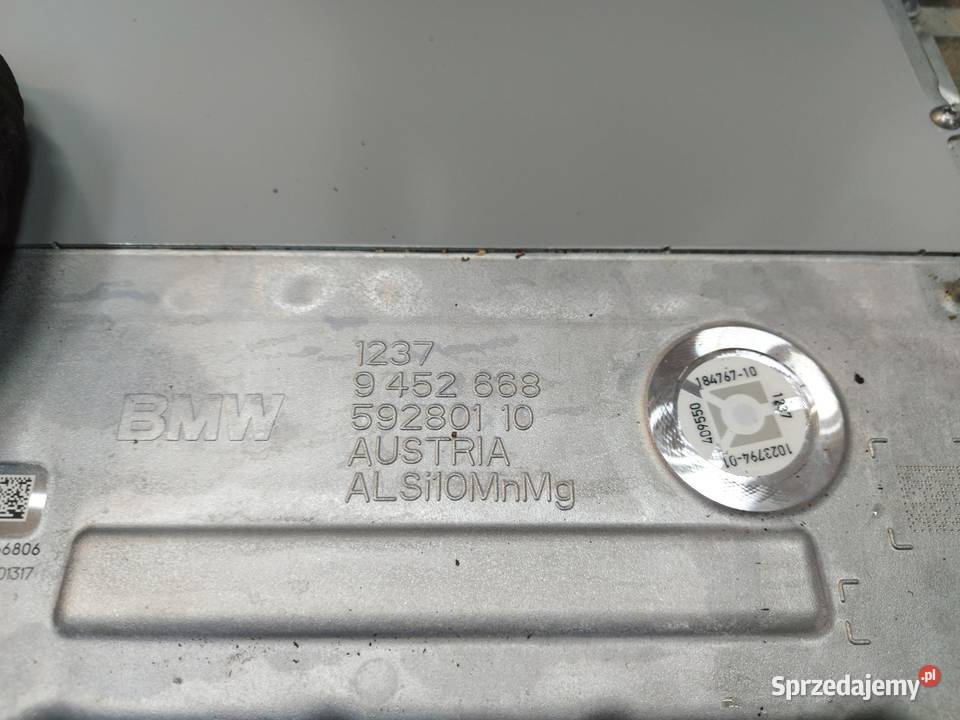 1237
9 452 668
592801 10
AUSTRIA
ALSi10MnMg
BMW
184767-10
1237
1023794-01
409550
6806
01317
Sprzedajemy.pl